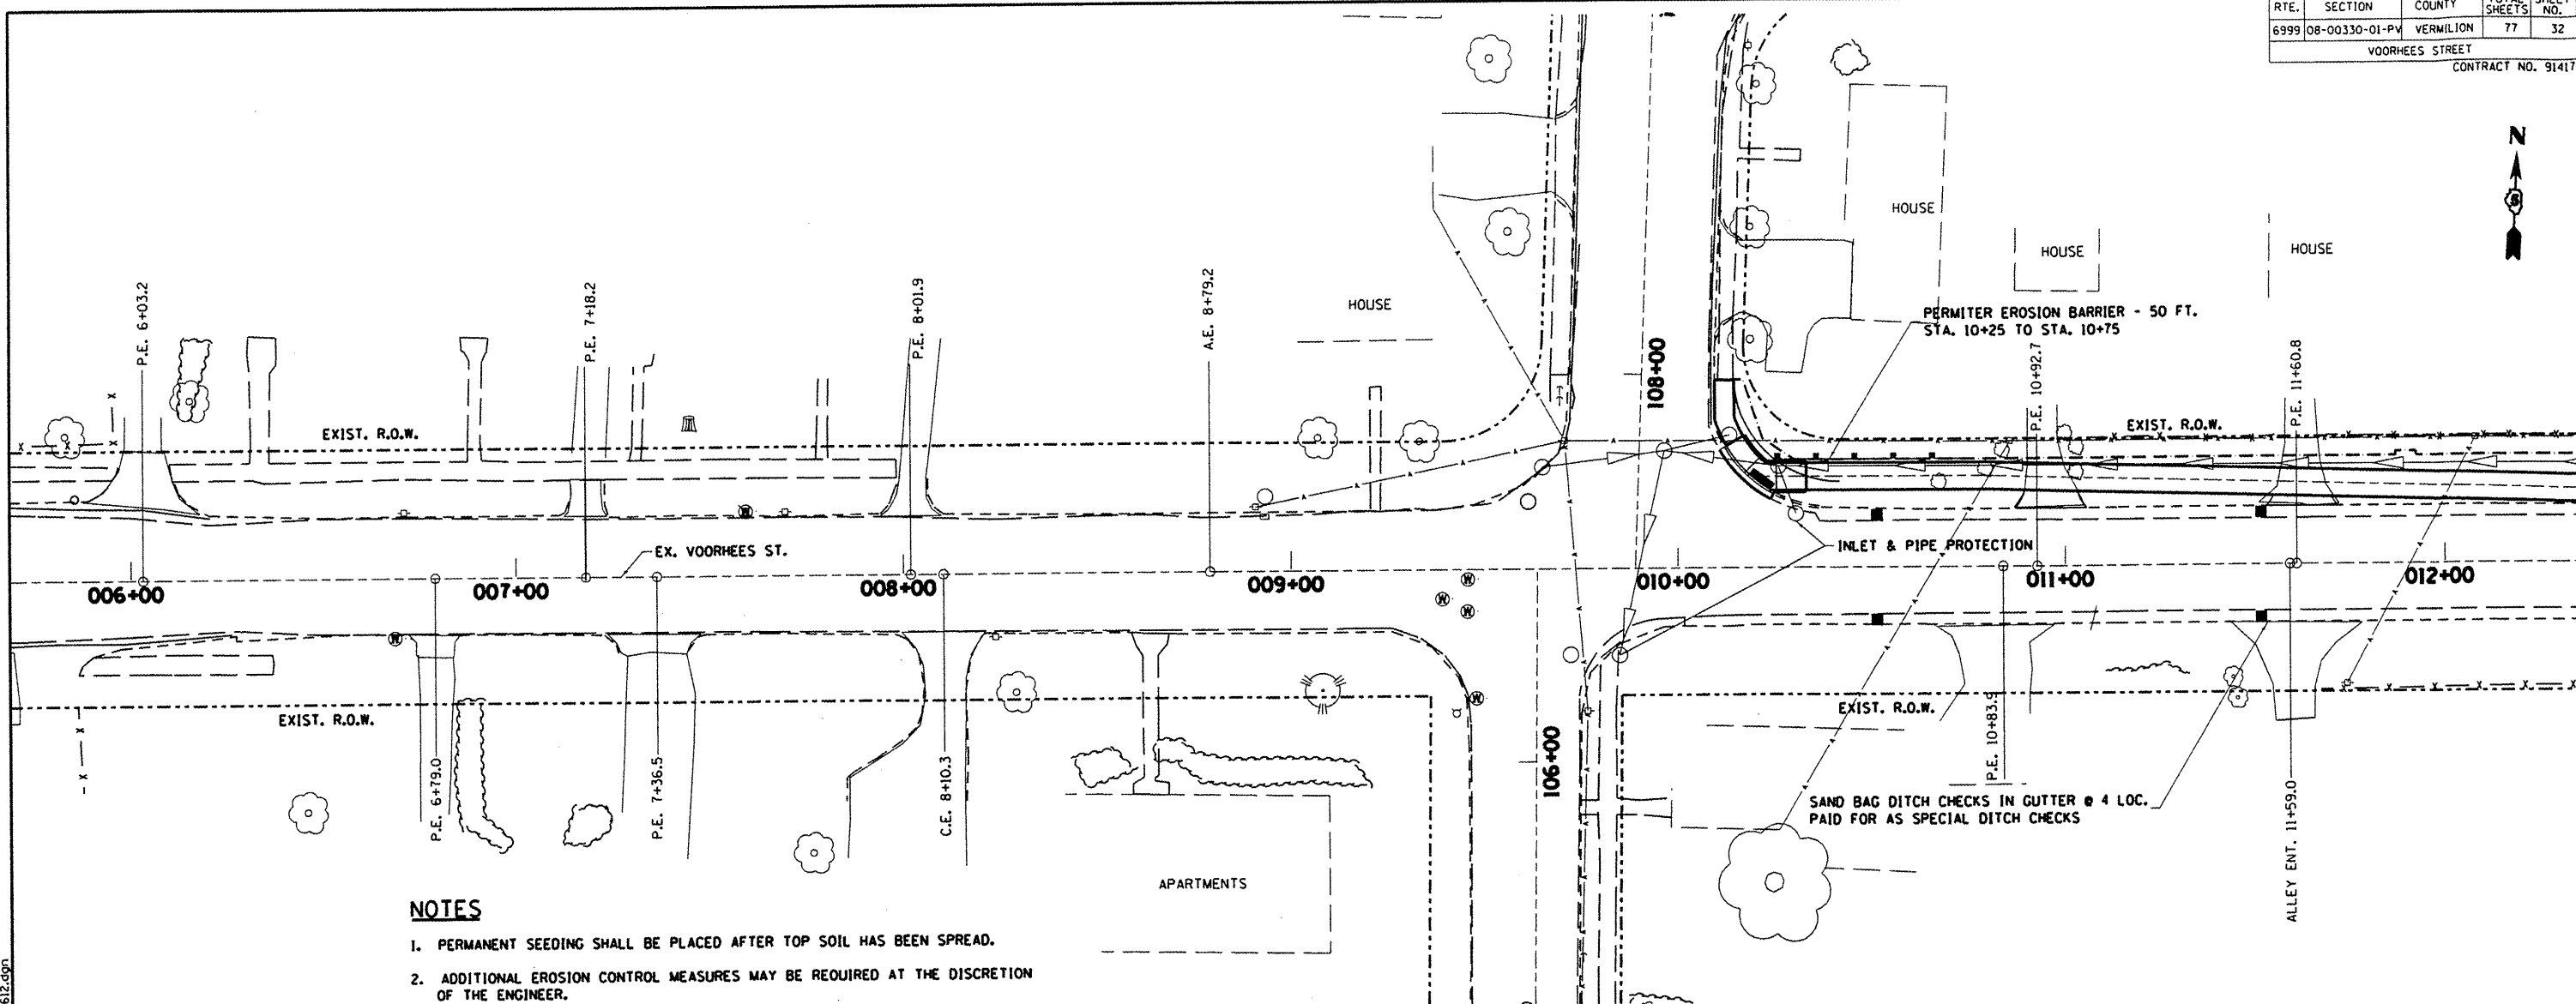 RTE. SECTION COUNTY TOTAL SHEETS SHEET NO.
6999 08-00330-01-PV VERMILION 77 32
VOORHEES STREET
CONTRACT NO. 91417
N
HOUSE
HOUSE
HOUSE
HOUSE
PERMITER EROSION BARRIER - 50 FT.
STA. 10+25 TO STA. 10+75
P.E. 6+03.2
P.E. 7+18.2
P.E. 8+01.9
A.E. 8+79.2
108+00
P.E. 10+92.7
P.E. 11+60.8
EXIST. R.O.W.
EXIST. R.O.W.
EX. VOORHEES ST.
INLET & PIPE PROTECTION
006+00
007+00
008+00
009+00
010+00
011+00
012+00
EXIST. R.O.W.
EXIST. R.O.W.
P.E. 6+79.0
P.E. 7+36.5
C.E. 8+10.3
106+00
P.E. 10+83.9
ALLEY ENT. 11+59.0
SAND BAG DITCH CHECKS IN GUTTER @ 4 LOC.
PAID FOR AS SPECIAL DITCH CHECKS
APARTMENTS
NOTES
1. PERMANENT SEEDING SHALL BE PLACED AFTER TOP SOIL HAS BEEN SPREAD.
2. ADDITIONAL EROSION CONTROL MEASURES MAY BE REQUIRED AT THE DISCRETION
OF THE ENGINEER.
612.dgn